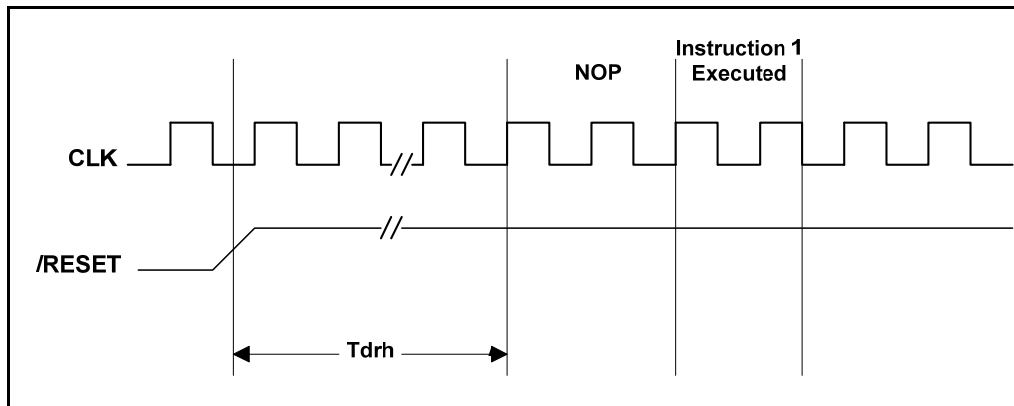 Instruction 1
NOP
Executed
CLK
/RESET
Tdrh